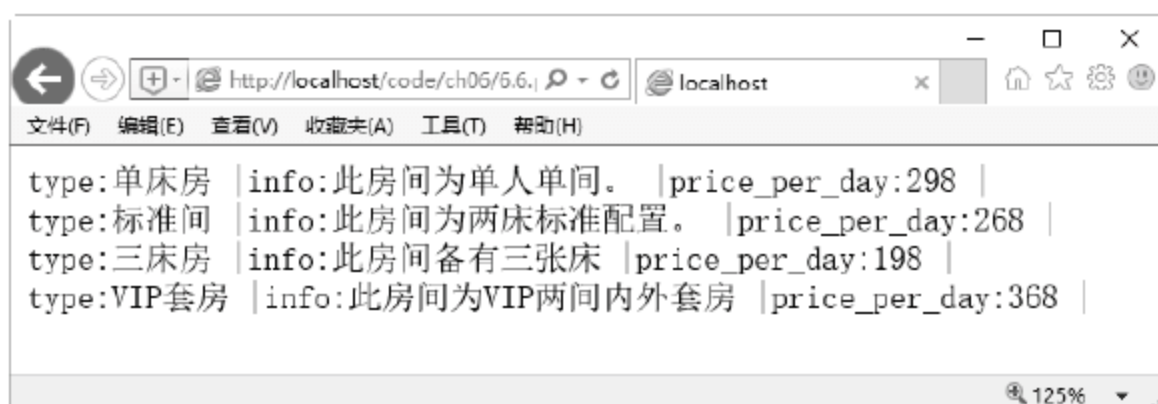 http://localhost/code/ch06/6.6. localhost
文件(F) 编辑(E) 查看(V) 收藏夹(A) 工具(T) 帮助(H)
type:单床房 |info:此房间为单人单间。 |price_per_day:298 |
type:标准间 |info:此房间为两床标准配置。 |price_per_day:268 |
type:三床房 |info:此房间备有三张床 |price_per_day:198 |
type:VIP套房 |info:此房间为VIP两间内外套房 |price_per_day:368 |
125%